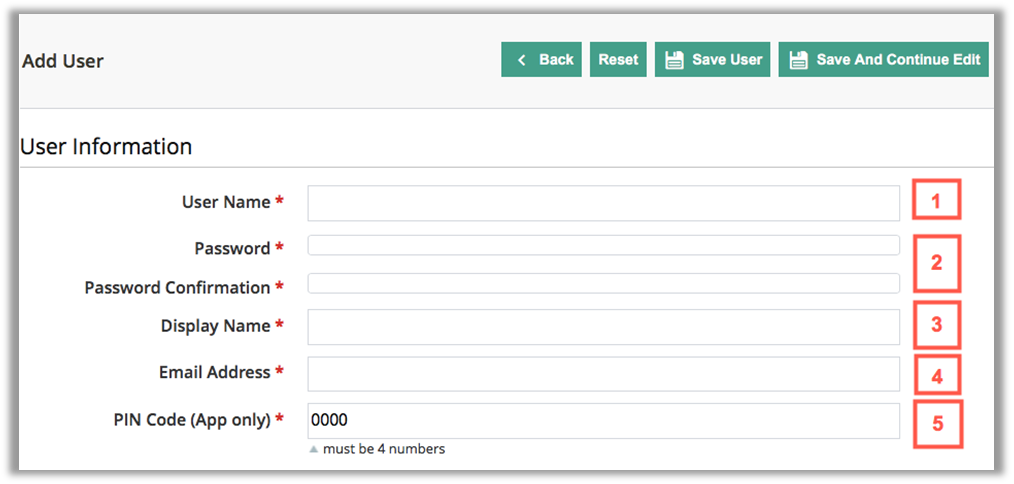 Add User
Back
Reset
Save User
Save And Continue Edit
User Information
User Name *
1
Password *
2
Password Confirmation *
Display Name *
3
Email Address *
4
PIN Code (App only) *
0000
5
must be 4 numbers